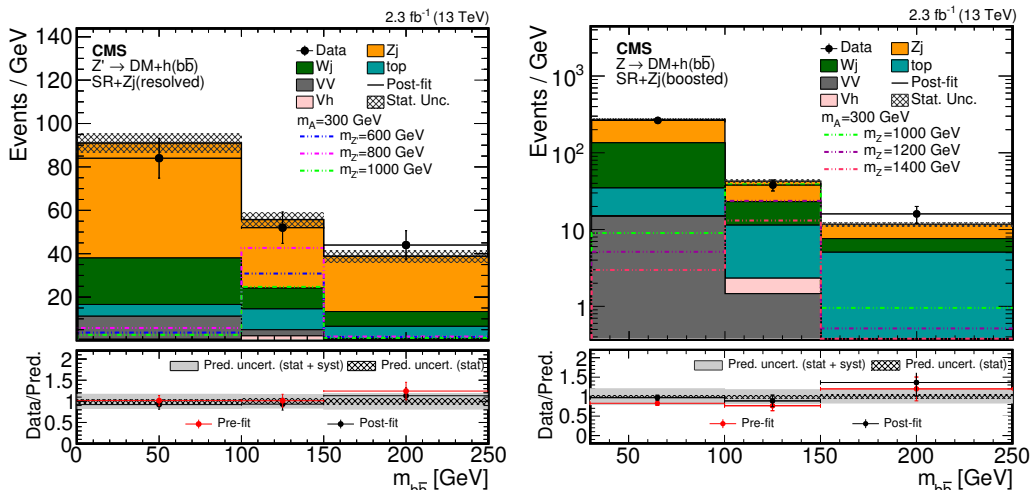 2.3 fb⁻¹ (13 TeV)
CMS
Z' → DM+h(bb̅)
SR+Zj(resolved)
Data
Zj
Wj
top
VV
Post-fit
Vh
Stat. Unc.
m_A=300 GeV
m_Z'=600 GeV
m_Z'=800 GeV
m_Z'=1000 GeV
Events / GeV
140
120
100
80
60
40
20
Data/Pred.
2
1.5
1
0.5
0
Pred. uncert. (stat + syst)
Pred. uncert. (stat)
Pre-fit
Post-fit
0 50 100 150 200 250
m_bb̅ [GeV]
2.3 fb⁻¹ (13 TeV)
CMS
Z' → DM+h(bb̅)
SR+Zj(boosted)
Data
Zj
Wj
top
VV
Post-fit
Vh
Stat. Unc.
m_A=300 GeV
m_Z'=1000 GeV
m_Z'=1200 GeV
m_Z'=1400 GeV
Events / GeV
10³
10²
10
1
Data/Pred.
2
1.5
1
0.5
0
Pred. uncert. (stat + syst)
Pred. uncert. (stat)
Pre-fit
Post-fit
50 100 150 200 250
m_bb̅ [GeV]